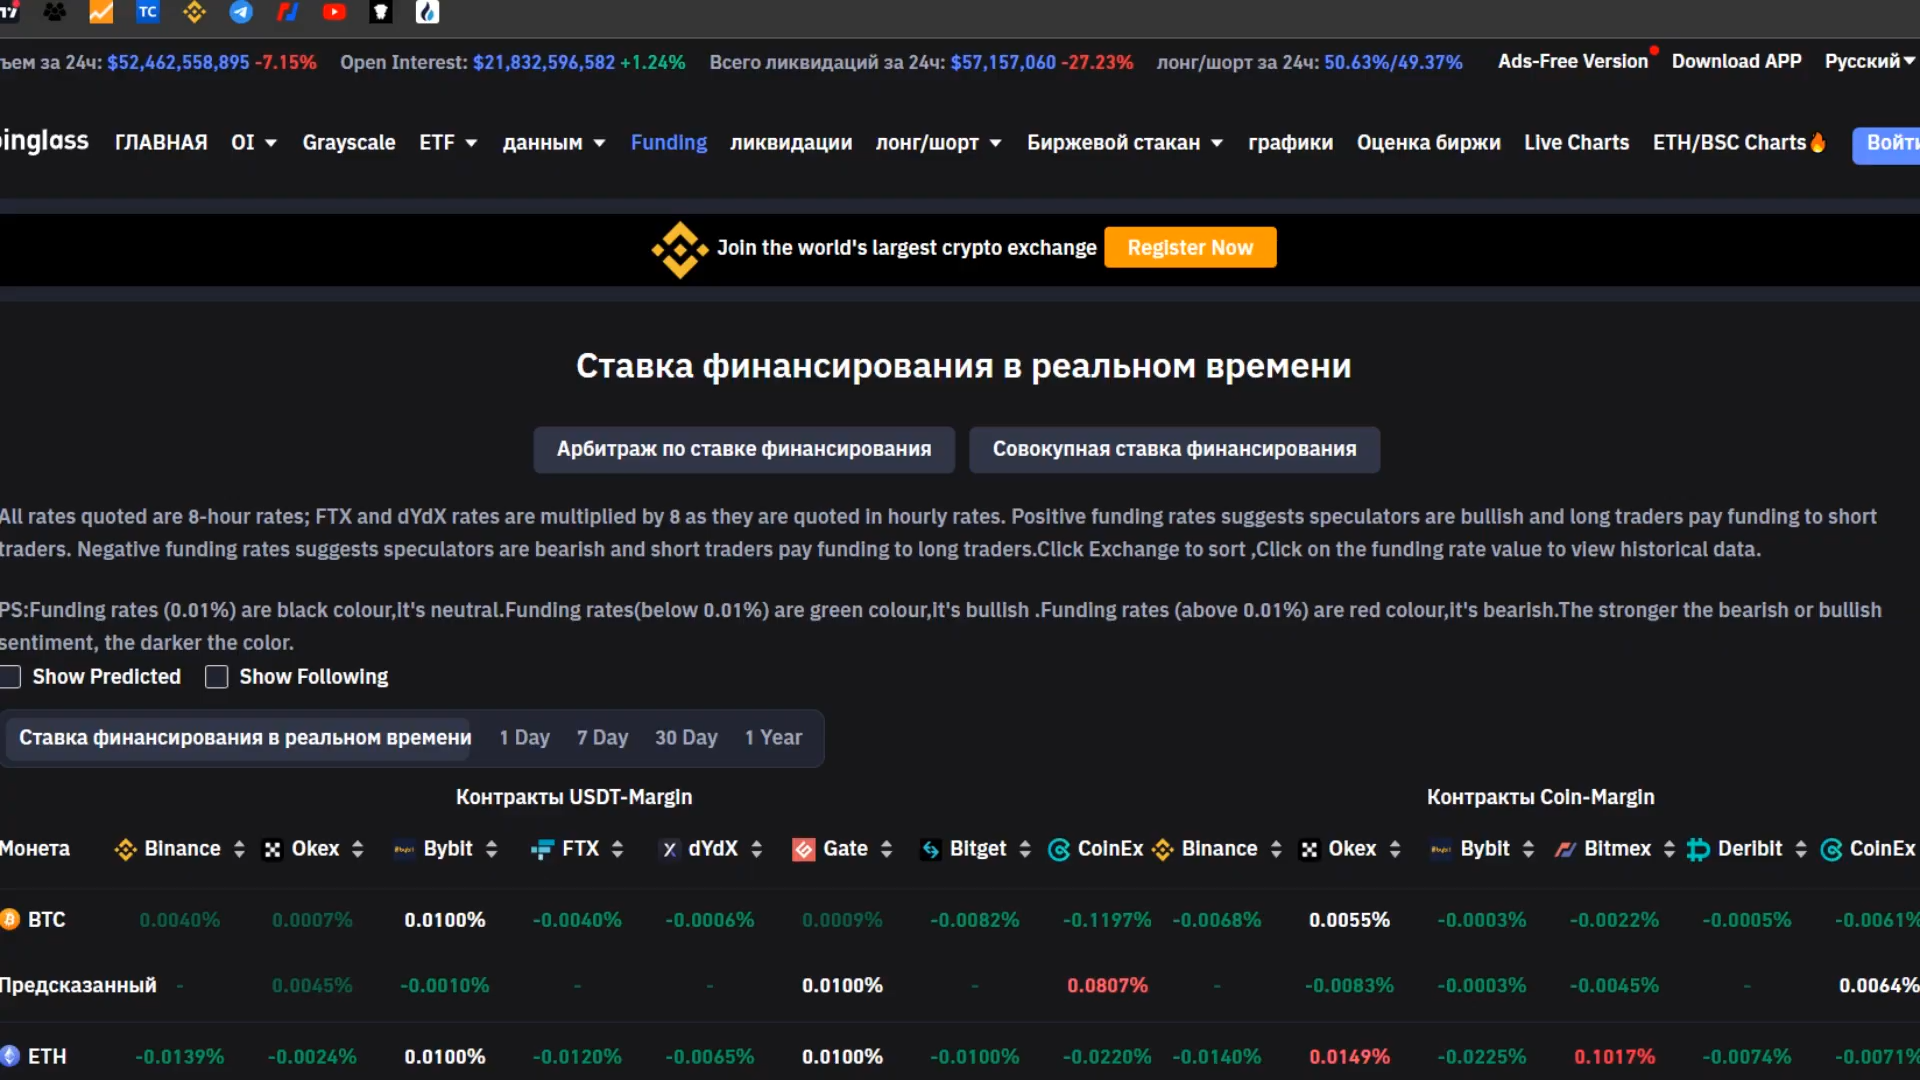 TC
ъем за 24ч: $52,462,558,895 -7.15% Open Interest: $21,832,596,582 +1.24% Всего ликвидаций за 24ч: $57,157,060 -27.23% лонг/шорт за 24ч: 50.63%/49.37% Ads-Free Version Download APP Русский
inglass ГЛАВНАЯ OI Grayscale ETF данным Funding ликвидации лонг/шорт Биржевой стакан графики Оценка биржи Live Charts ETH/BSC Charts Войти
Join the world's largest crypto exchange Register Now
Ставка финансирования в реальном времени
Арбитраж по ставке финансирования Совокупная ставка финансирования
All rates quoted are 8-hour rates; FTX and dYdX rates are multiplied by 8 as they are quoted in hourly rates. Positive funding rates suggests speculators are bullish and long traders pay funding to short
traders. Negative funding rates suggests speculators are bearish and short traders pay funding to long traders.Click Exchange to sort ,Click on the funding rate value to view historical data.
PS:Funding rates (0.01%) are black colour,it's neutral.Funding rates(below 0.01%) are green colour,it's bullish .Funding rates (above 0.01%) are red colour,it's bearish.The stronger the bearish or bullish
sentiment, the darker the color.
Show Predicted Show Following
Ставка финансирования в реальном времени 1 Day 7 Day 30 Day 1 Year
Контракты USDT-Margin Контракты Coin-Margin
Монета Binance Okex Bybit FTX dYdX Gate Bitget CoinEx Binance Okex Bybit Bitmex Deribit CoinEx
BTC 0.0040% 0.0007% 0.0100% -0.0040% -0.0006% 0.0009% -0.0082% -0.1197% -0.0068% 0.0055% -0.0003% -0.0022% -0.0005% -0.0061%
Предсказанный - 0.0045% -0.0010% - - 0.0100% - 0.0807% - -0.0083% -0.0003% -0.0045% - 0.0064%
ETH -0.0139% -0.0024% 0.0100% -0.0120% -0.0065% 0.0100% -0.0100% -0.0220% -0.0140% 0.0149% -0.0225% 0.1017% -0.0074% -0.0071%